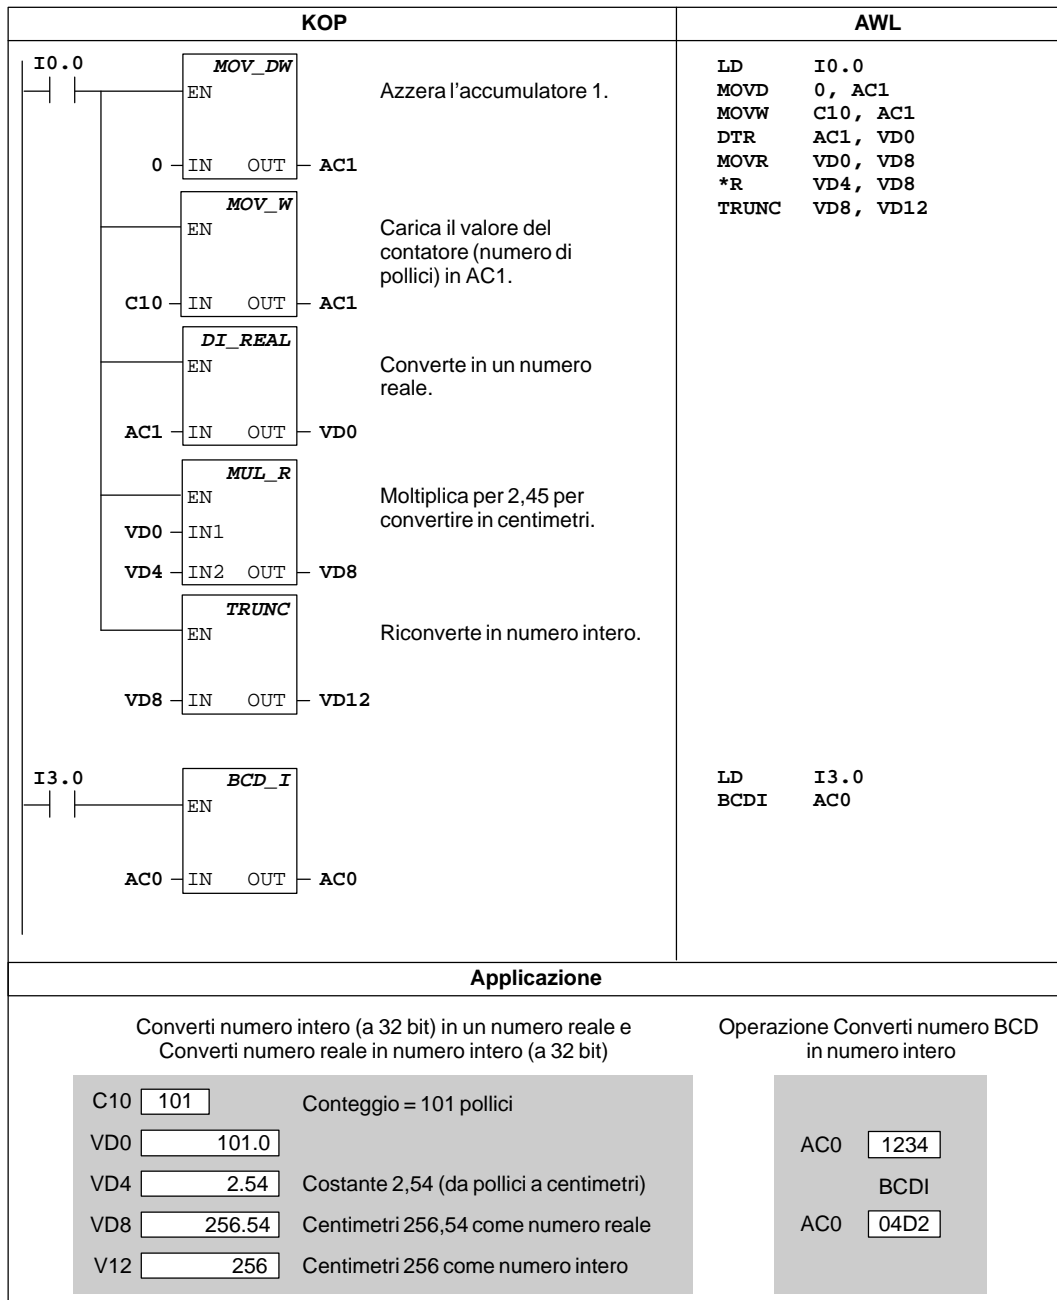 KOP
AWL
I0.0
MOV_DW
EN
Azzera l'accumulatore 1.
0 IN OUT AC1
MOV_W
EN
Carica il valore del
contatore (numero di
pollici) in AC1.
C10 IN OUT AC1
DI_REAL
EN
Converte in un numero
reale.
AC1 IN OUT VD0
MUL_R
EN
Moltiplica per 2,45 per
convertire in centimetri.
VD0 IN1
VD4 IN2 OUT VD8
TRUNC
EN
Riconverte in numero intero.
VD8 IN OUT VD12
LD I0.0
MOVD 0, AC1
MOVW C10, AC1
DTR AC1, VD0
MOVR VD0, VD8
*R VD4, VD8
TRUNC VD8, VD12
I3.0
BCD_I
EN
AC0 IN OUT AC0
LD I3.0
BCDI AC0
Applicazione
Converti numero intero (a 32 bit) in un numero reale e
Converti numero reale in numero intero (a 32 bit)
C10 101 Conteggio = 101 pollici
VD0 101.0
VD4 2.54 Costante 2,54 (da pollici a centimetri)
VD8 256.54 Centimetri 256,54 come numero reale
V12 256 Centimetri 256 come numero intero
Operazione Converti numero BCD
in numero intero
AC0 1234
BCDI
AC0 04D2